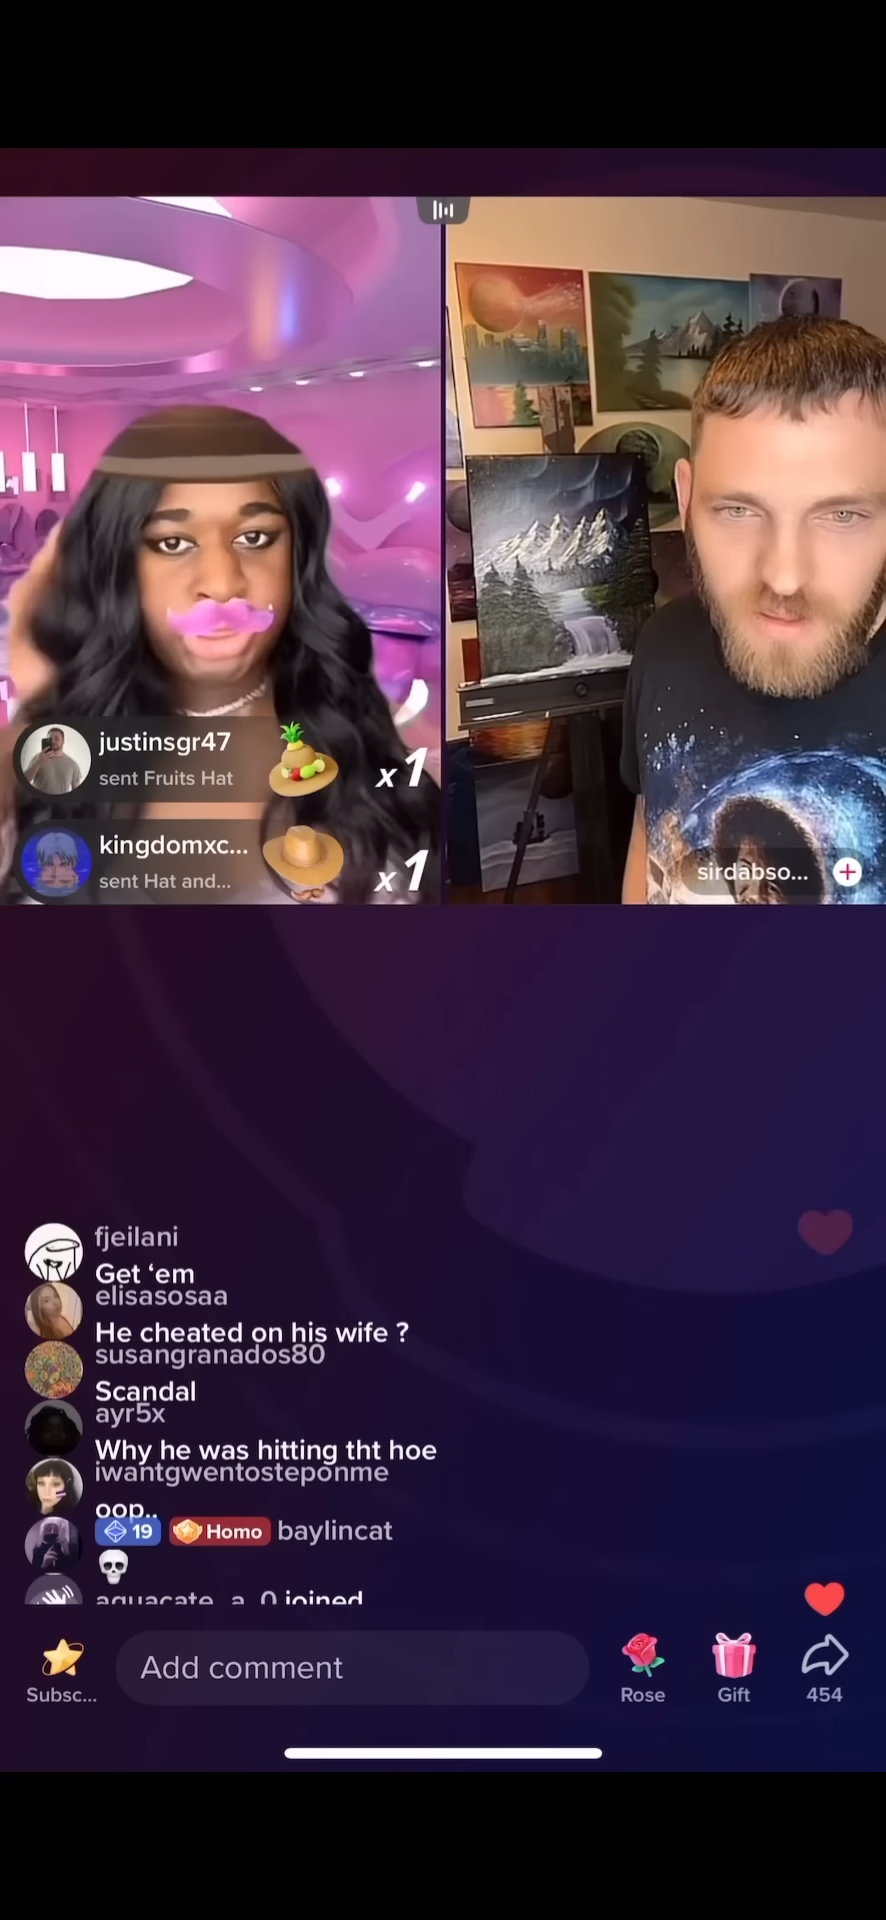 justinsgr47
sent Fruits Hat
x1
kingdomxc...
sent Hat and...
x1
sirdabso...
fjeilani
Get ‘em
elisasosaa
He cheated on his wife ?
susangranados80
Scandal
ayr5x
Why he was hitting tht hoe
iwantgwentosteponme
oop..
19 Homo baylincat
💀
aguacate_a_0 joined
Add comment
Subsc...
Rose
Gift
454